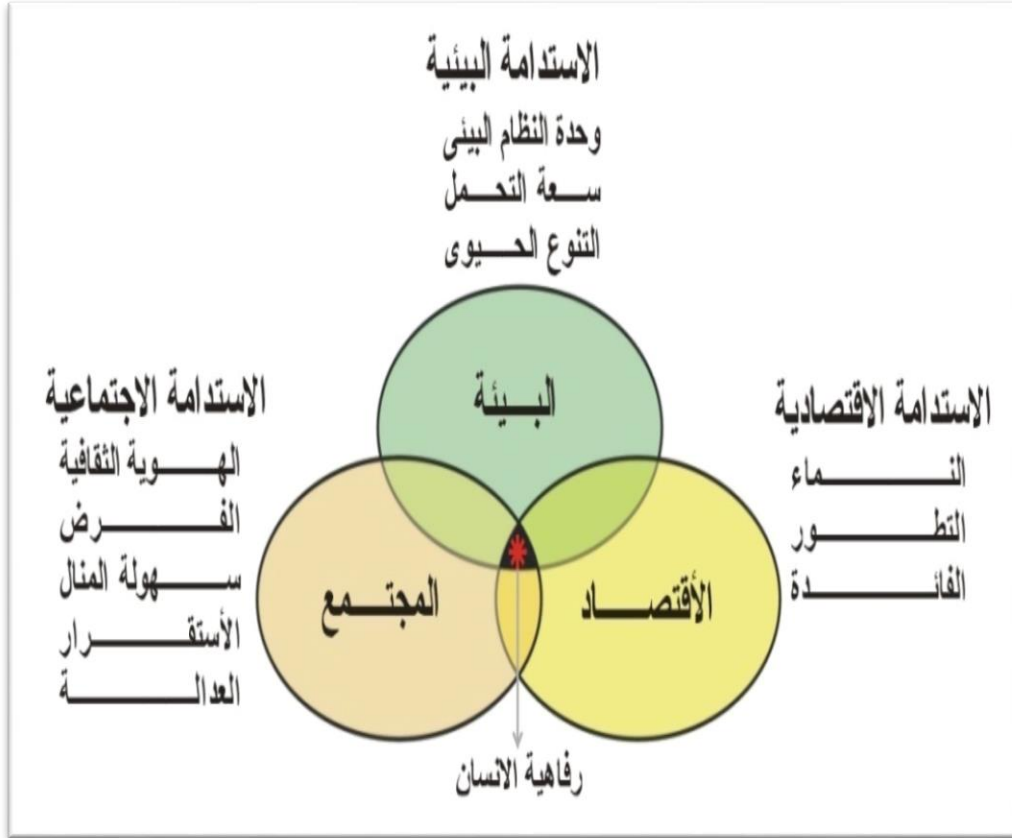 الاستدامة البيئية
وحدة النظام البيئى
سعة التحمل
التنوع الحيوى
البيئة
الاستدامة الاقتصادية
النماء
التطور
الفائدة
الاستدامة الاجتماعية
الهوية الثقافية
الفرض
سهولة المنال
الأستقرار
العدالة
الأقتصاد
المجتمع
رفاهية الانسان